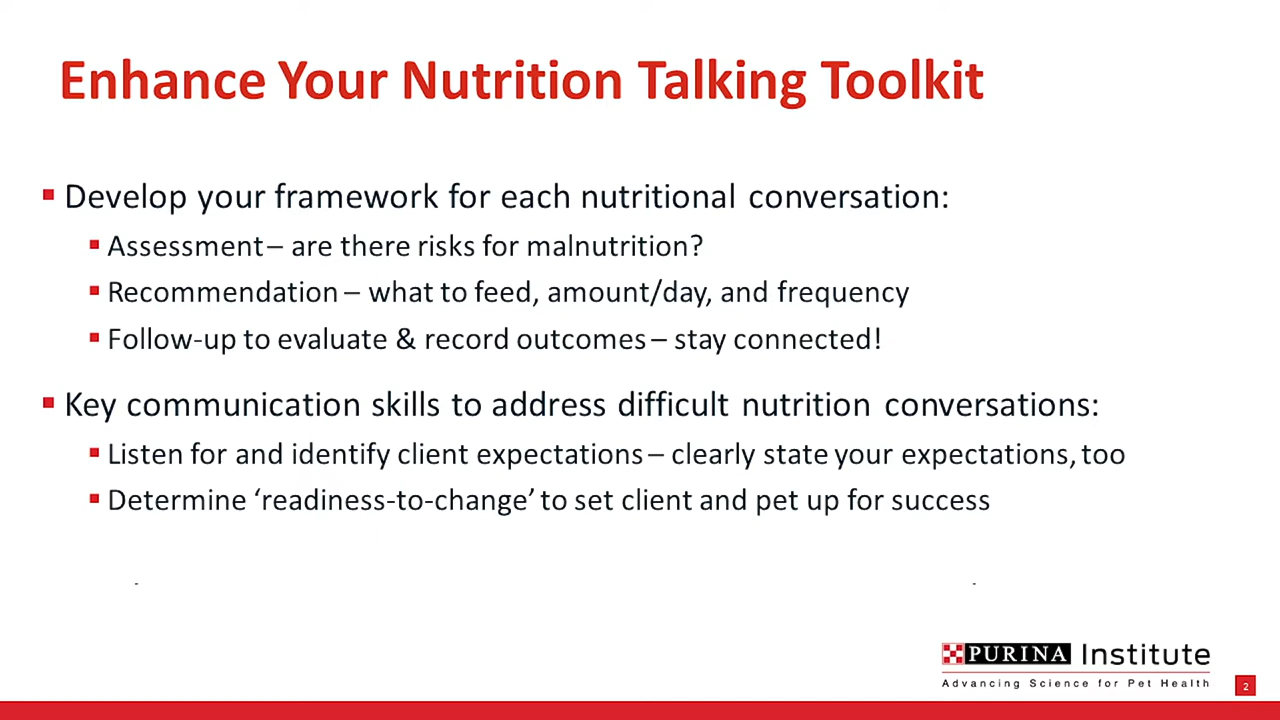 Enhance Your Nutrition Talking Toolkit
Develop your framework for each nutritional conversation:
Assessment – are there risks for malnutrition?
Recommendation – what to feed, amount/day, and frequency
Follow-up to evaluate & record outcomes – stay connected!
Key communication skills to address difficult nutrition conversations:
Listen for and identify client expectations – clearly state your expectations, too
Determine ‘readiness-to-change’ to set client and pet up for success
PURINA Institute
Advancing Science for Pet Health
2